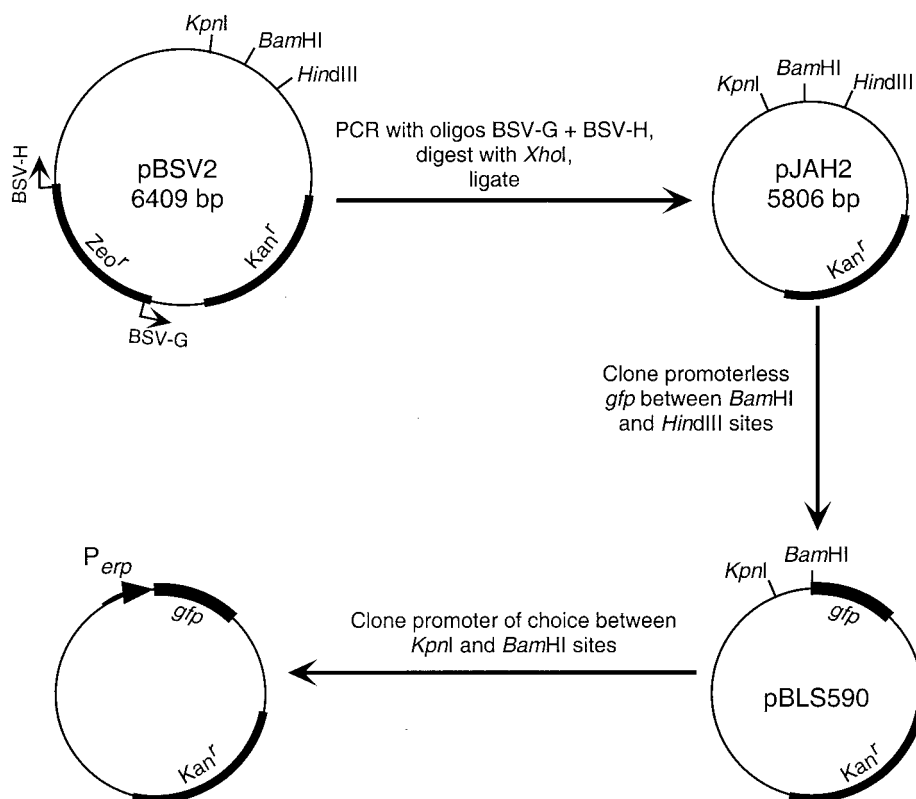 KpnI
BamHI
HindIII
BSV-H
pBSV2
6409 bp
Zeoʳ
Kanʳ
BSV-G
PCR with oligos BSV-G + BSV-H,
digest with XhoI,
ligate
KpnI
BamHI
HindIII
pJAH2
5806 bp
Kanʳ
Clone promoterless
gfp between BamHI
and HindIII sites
KpnI
BamHI
gfp
pBLS590
Kanʳ
Clone promoter of choice between
KpnI and BamHI sites
P erp
gfp
Kanʳ